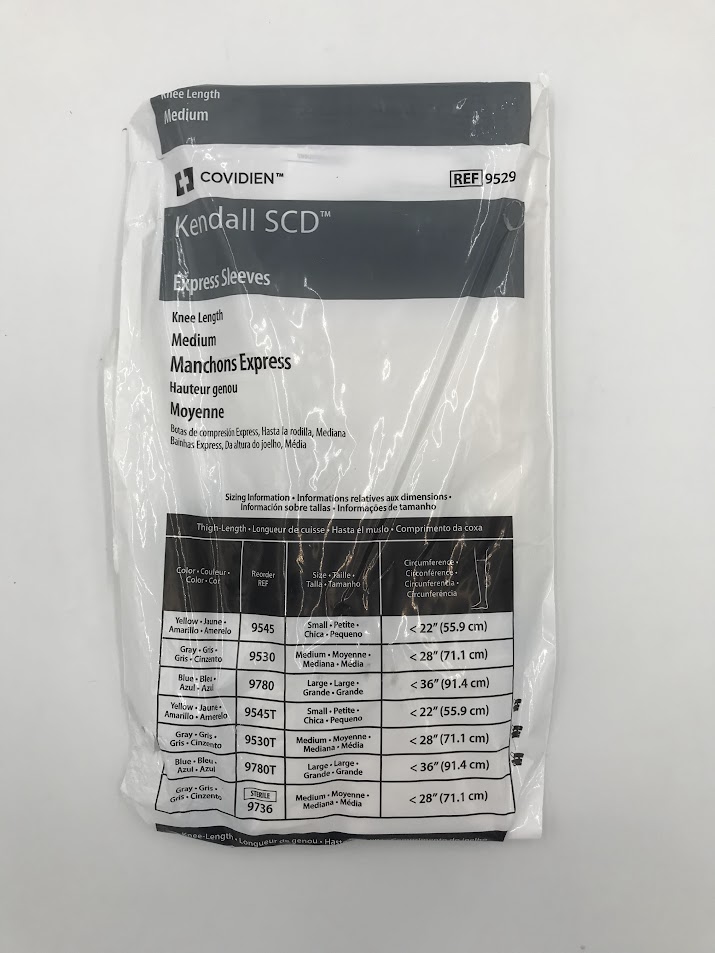 Knee Length
Medium
COVIDIEN™
REF 9529
Kendall SCD™
Express Sleeves
Knee Length
Medium
Manchons Express
Hauteur genou
Moyenne
Botas de compresión Express, Hasta la rodilla, Mediana
Bainhas Express, Da altura do joelho, Média
Sizing Information • Informations relatives aux dimensions •
Información sobre tallas • Informações de tamanho
Thigh-Length • Longueur de cuisse • Hasta el muslo • Comprimento da coxa
Color • Couleur •
Color • Cor
Reorder
REF
Size • Taille •
Talla • Tamanho
Circumference •
Circonférence •
Circunferencia •
Circunferência
Yellow • Jaune •
Amarillo • Amerelo
9545
Small • Petite •
Chica • Pequeno
< 22" (55.9 cm)
Gray • Gris •
Gris • Cinzento
9530
Medium • Moyenne •
Mediana • Média
< 28" (71.1 cm)
Blue • Bleu •
Azul • Azul
9780
Large • Large •
Grande • Grande
< 36" (91.4 cm)
Yellow • Jaune •
Amarillo • Amerelo
9545T
Small • Petite •
Chica • Pequeno
< 22" (55.9 cm)
Gray • Gris •
Gris • Cinzento
9530T
Medium • Moyenne •
Mediana • Média
< 28" (71.1 cm)
Blue • Bleu •
Azul • Azul
9780T
Large • Large •
Grande • Grande
< 36" (91.4 cm)
Gray • Gris •
Gris • Cinzento
STERILE
9736
Medium • Moyenne •
Mediana • Média
< 28" (71.1 cm)
Knee-Length • Longueur de genou •